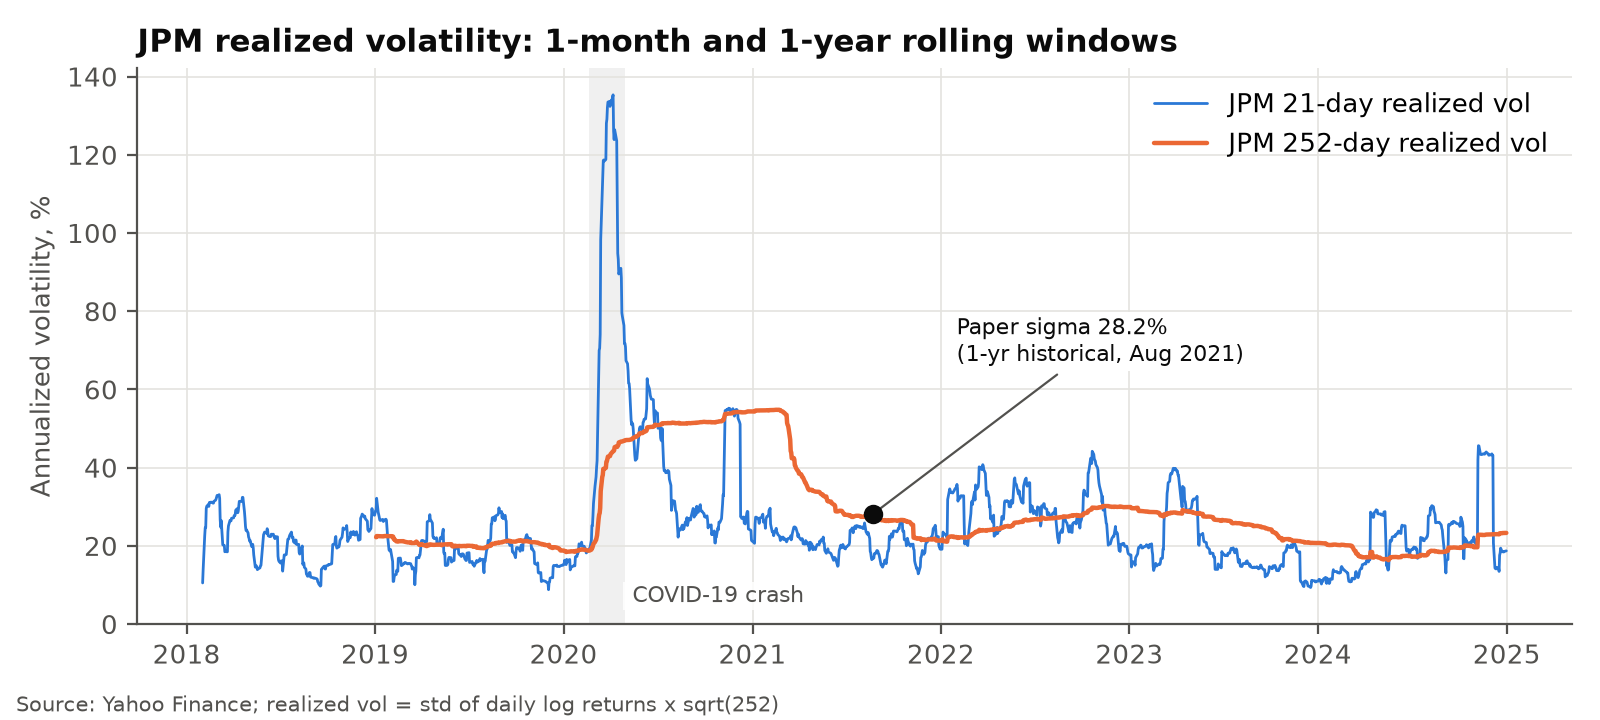 JPM realized volatility: 1-month and 1-year rolling windows
Annualized volatility, %
140
120
100
80
60
40
20
0
JPM 21-day realized vol
JPM 252-day realized vol
Paper sigma 28.2%
(1-yr historical, Aug 2021)
COVID-19 crash
2018
2019
2020
2021
2022
2023
2024
2025
Source: Yahoo Finance; realized vol = std of daily log returns x sqrt(252)